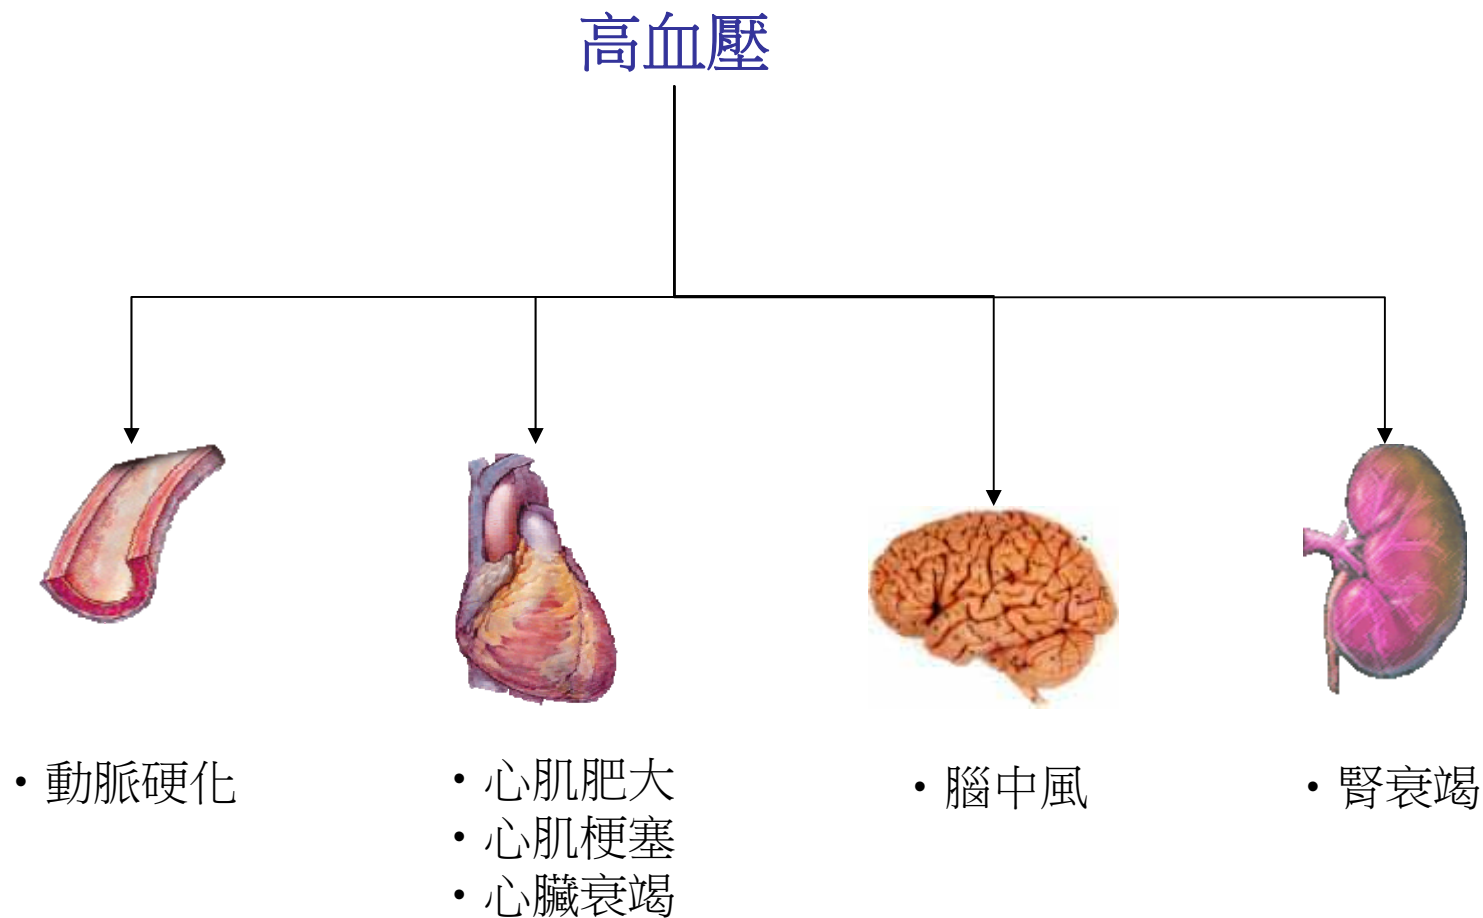 高血壓
・動脈硬化
・心肌肥大
・心肌梗塞
・心臟衰竭
・腦中風
・腎衰竭